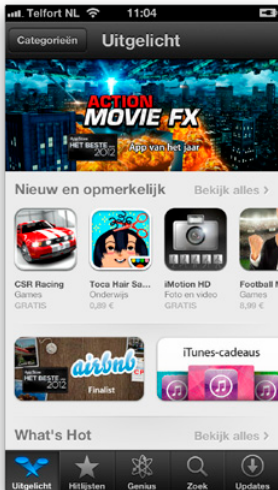 Telfort NL 11:04
Categorieën Uitgelicht
ACTION
MOVIE FX
App Store
HET BESTE VAN
2012
App van het jaar
Nieuw en opmerkelijk Bekijk alles >
CSR Racing Toca Hair Sa... iMotion HD Football M
Games Onderwijs Foto en video Games
GRATIS 0,89 € GRATIS 8,99 €
HET BESTE
2012
airbnb
Finalist
iTunes-cadeaus
What's Hot Bekijk alles >
Uitgelicht Hitlijsten Genius Zoek Updates